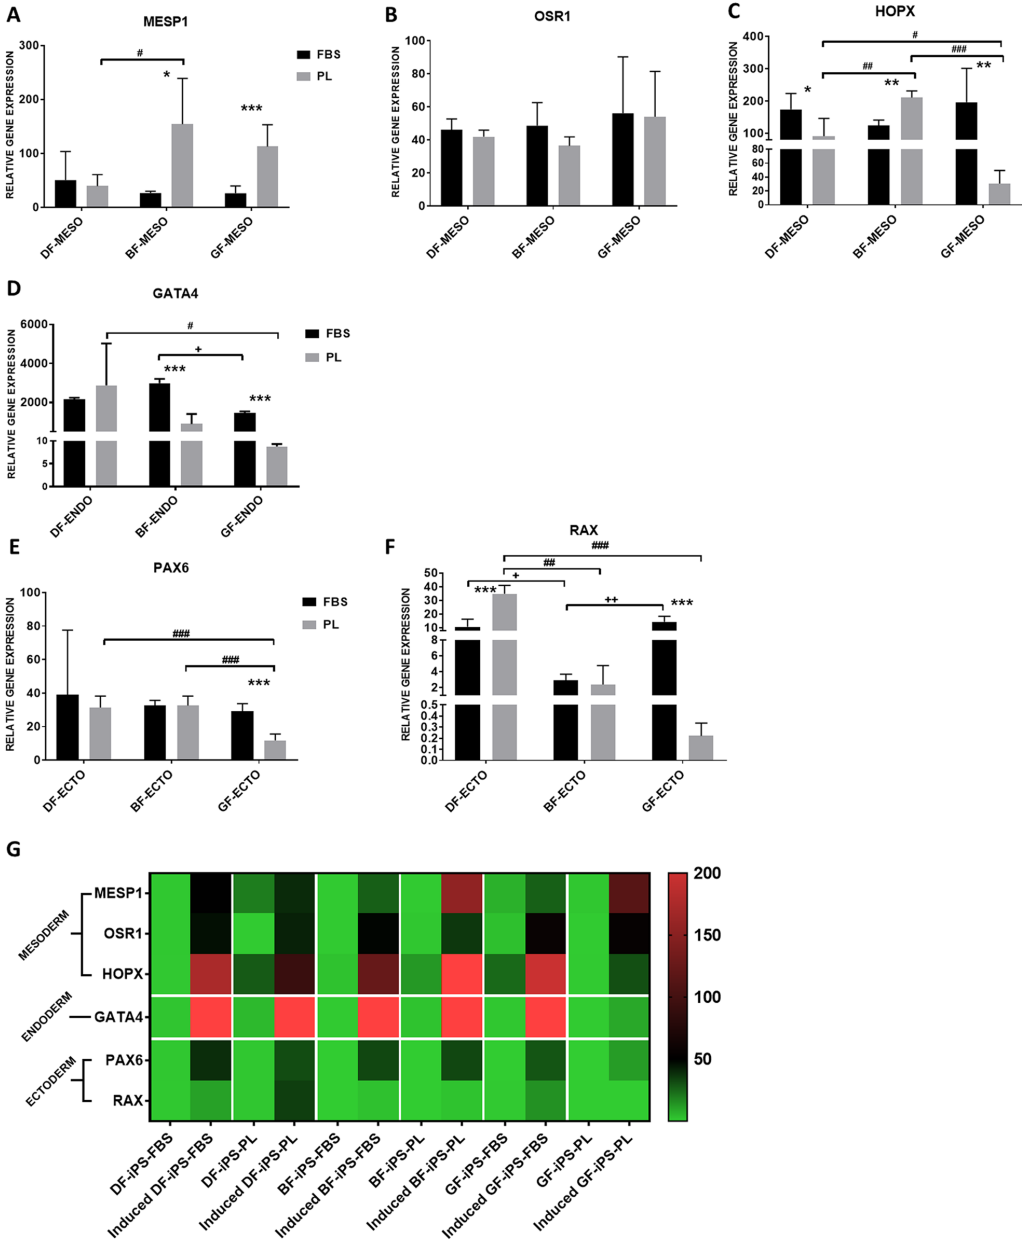 A
MESP1
RELATIVE GENE EXPRESSION
300
200
100
0
#
*
***
FBS
PL
DF-MESO
BF-MESO
GF-MESO
B
OSR1
RELATIVE GENE EXPRESSION
100
80
60
40
20
0
DF-MESO
BF-MESO
GF-MESO
C
HOPX
RELATIVE GENE EXPRESSION
400
300
200
100
80
60
40
20
0
#
###
##
*
**
**
DF-MESO
BF-MESO
GF-MESO
D
GATA4
RELATIVE GENE EXPRESSION
6000
4000
2000
10
5
0
#
+
***
***
FBS
PL
DF-ENDO
BF-ENDO
GF-ENDO
E
PAX6
RELATIVE GENE EXPRESSION
100
80
60
40
20
0
###
###
***
FBS
PL
DF-ECTO
BF-ECTO
GF-ECTO
F
RAX
RELATIVE GENE EXPRESSION
50
40
30
20
10
8
6
4
2
0.5
0.4
0.3
0.2
0.1
0.0
###
##
+
++
***
***
DF-ECTO
BF-ECTO
GF-ECTO
G
MESODERM
ENDODERM
ECTODERM
MESP1
OSR1
HOPX
GATA4
PAX6
RAX
200
150
100
50
DF-iPS-FBS
Induced DF-iPS-FBS
DF-iPS-PL
Induced DF-iPS-PL
BF-iPS-FBS
Induced BF-iPS-FBS
BF-iPS-PL
Induced BF-iPS-PL
GF-iPS-FBS
Induced GF-iPS-FBS
GF-iPS-PL
Induced GF-iPS-PL